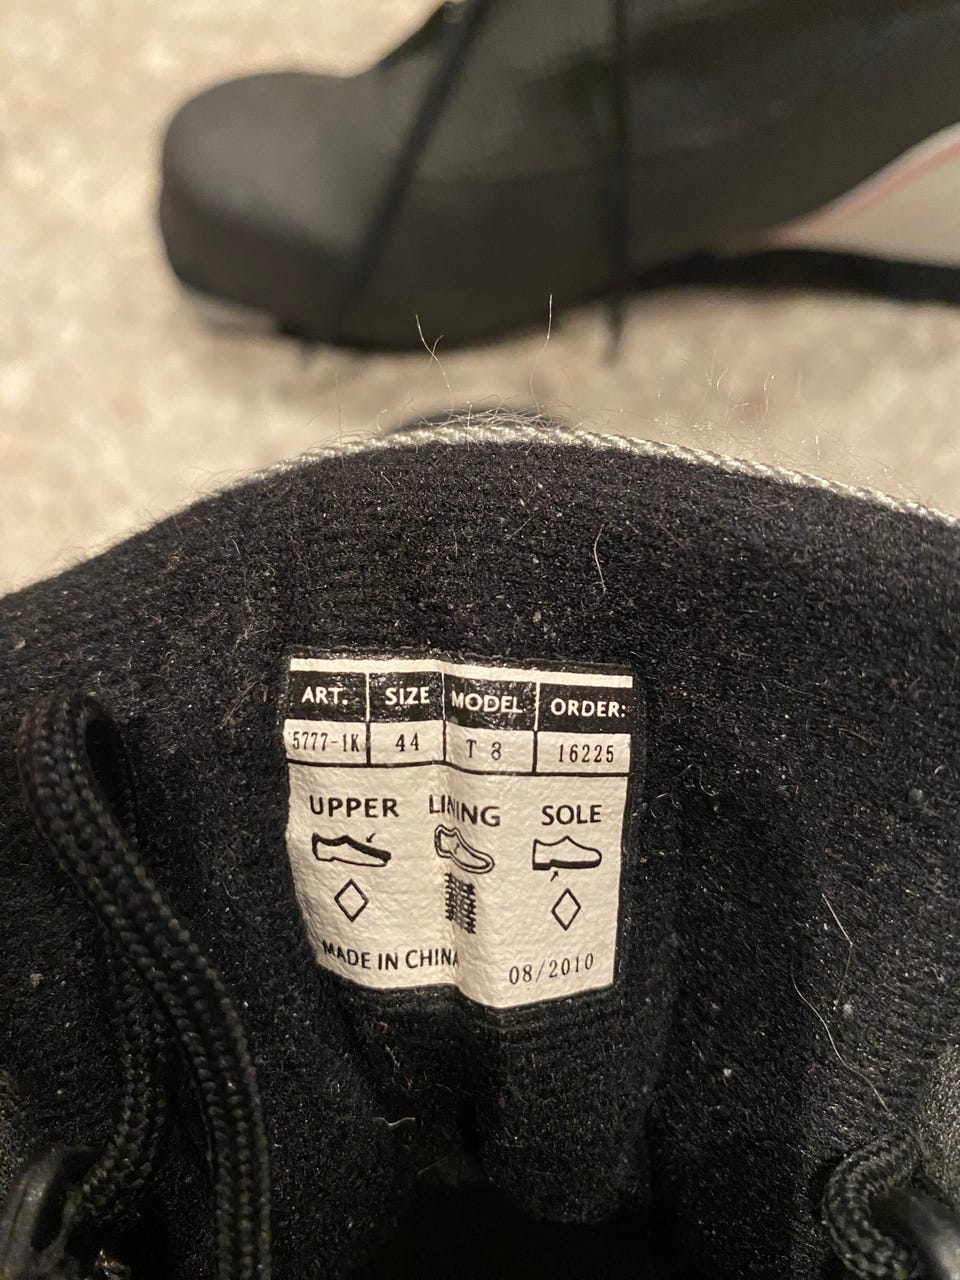 ART. SIZE MODEL ORDER:
5777-1K 44 T 8 16225
UPPER LINING SOLE
MADE IN CHINA 08/2010